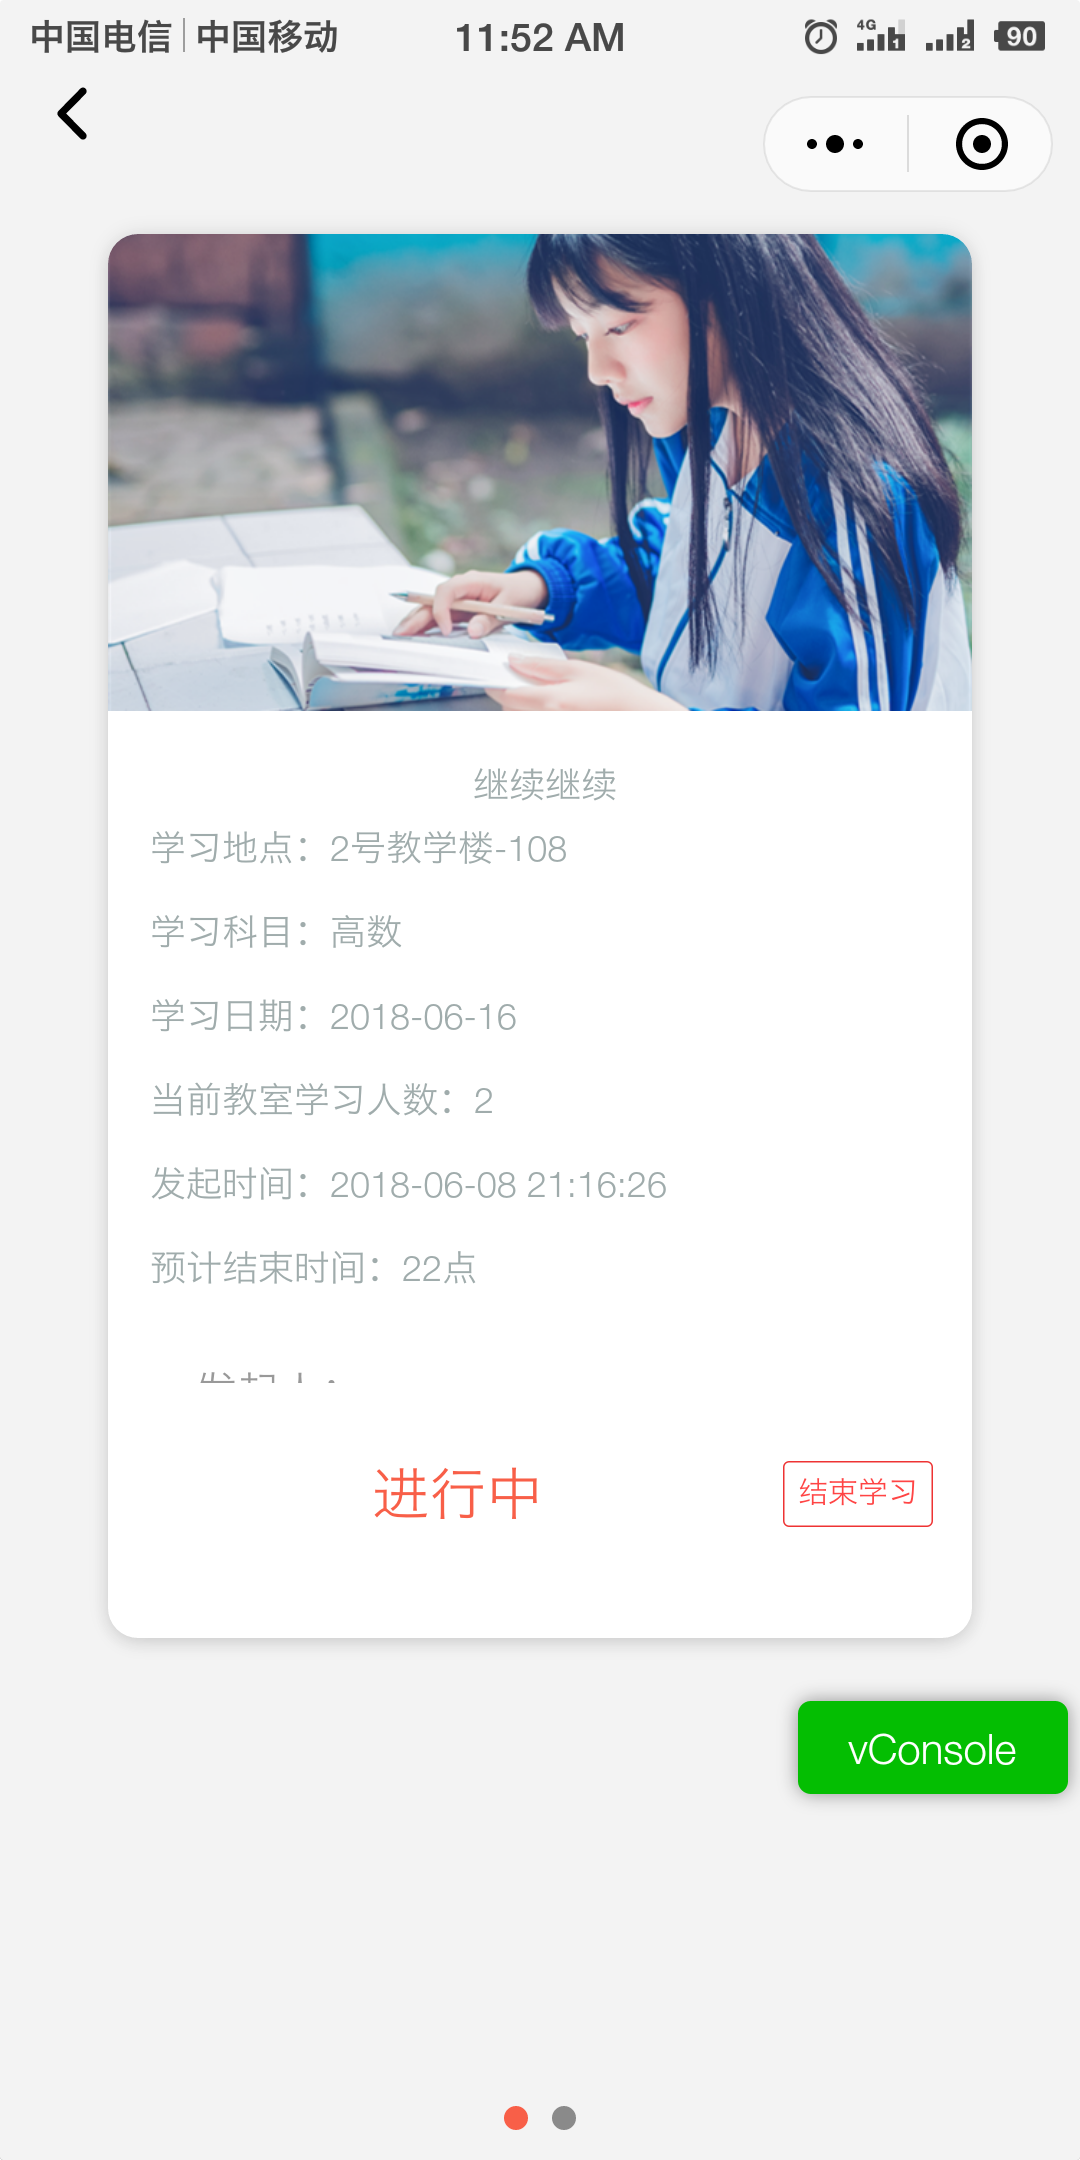 中国电信 中国移动 11:52 AM 4G 1 2 90
继续继续
学习地点：2号教学楼-108
学习科目：高数
学习日期：2018-06-16
当前教室学习人数：2
发起时间：2018-06-08 21:16:26
预计结束时间：22点
进行中
结束学习
vConsole